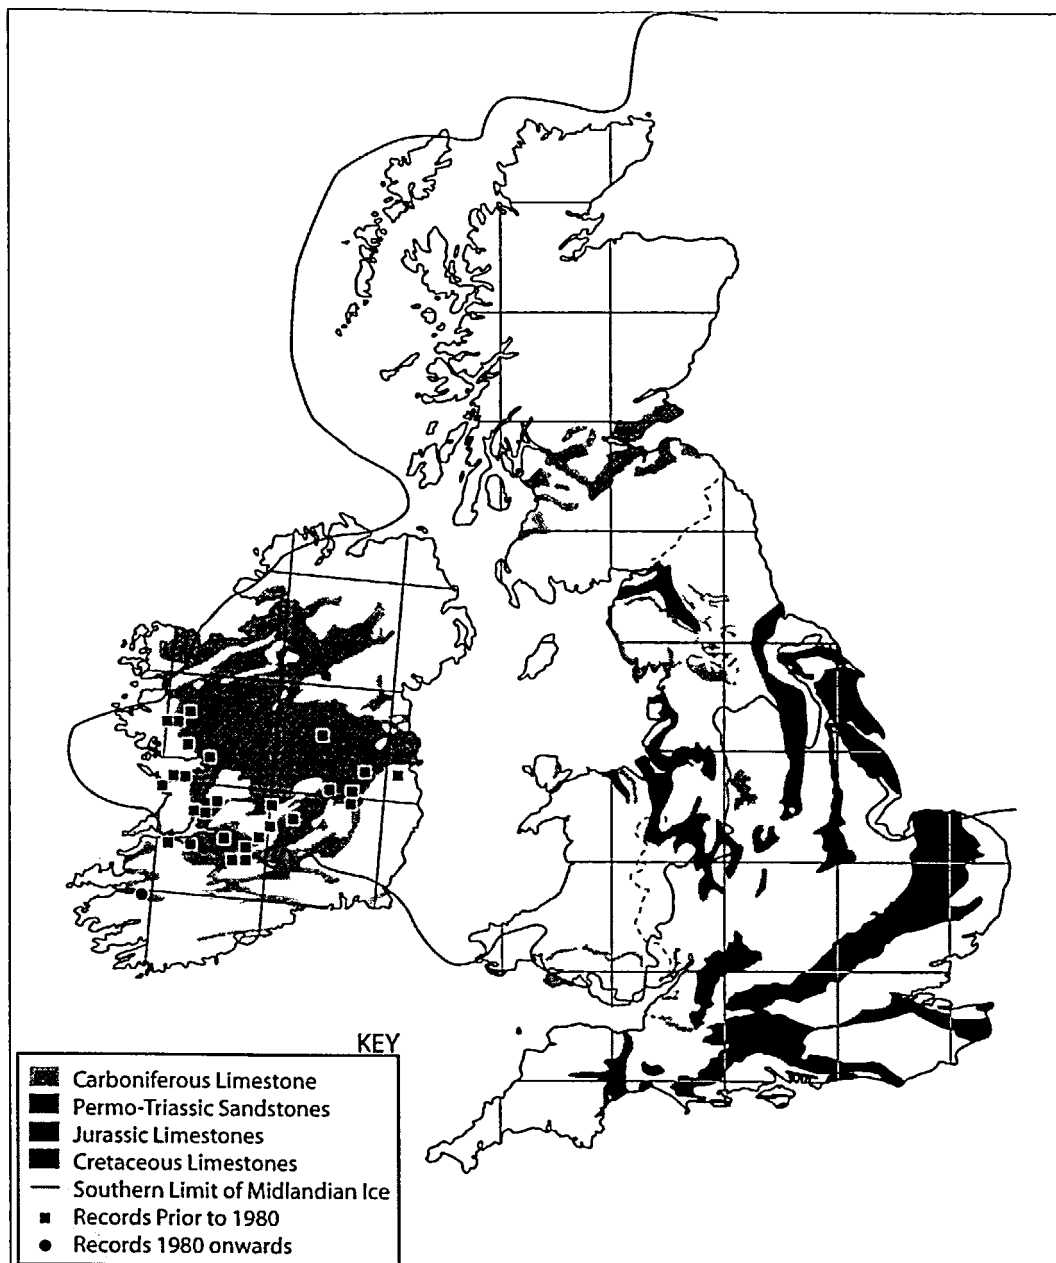 KEY
Carboniferous Limestone
Permo-Triassic Sandstones
Jurassic Limestones
Cretaceous Limestones
Southern Limit of Midlandian Ice
Records Prior to 1980
Records 1980 onwards